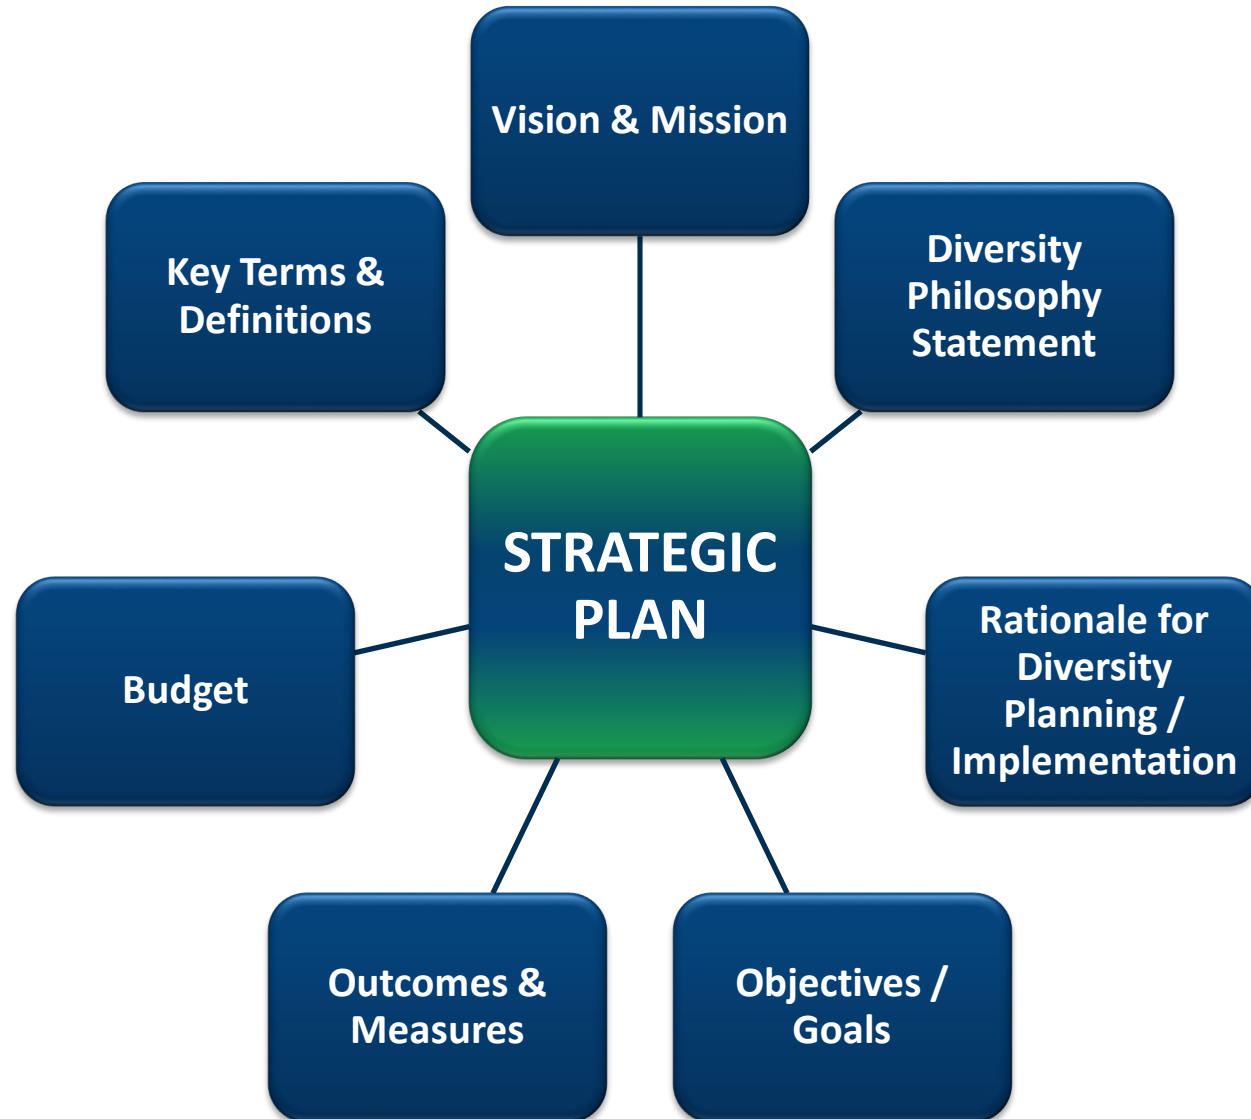 Vision & Mission
Diversity
Philosophy
Statement
Rationale for
Diversity
Planning /
Implementation
Objectives /
Goals
Outcomes &
Measures
Budget
Key Terms &
Definitions
STRATEGIC
PLAN